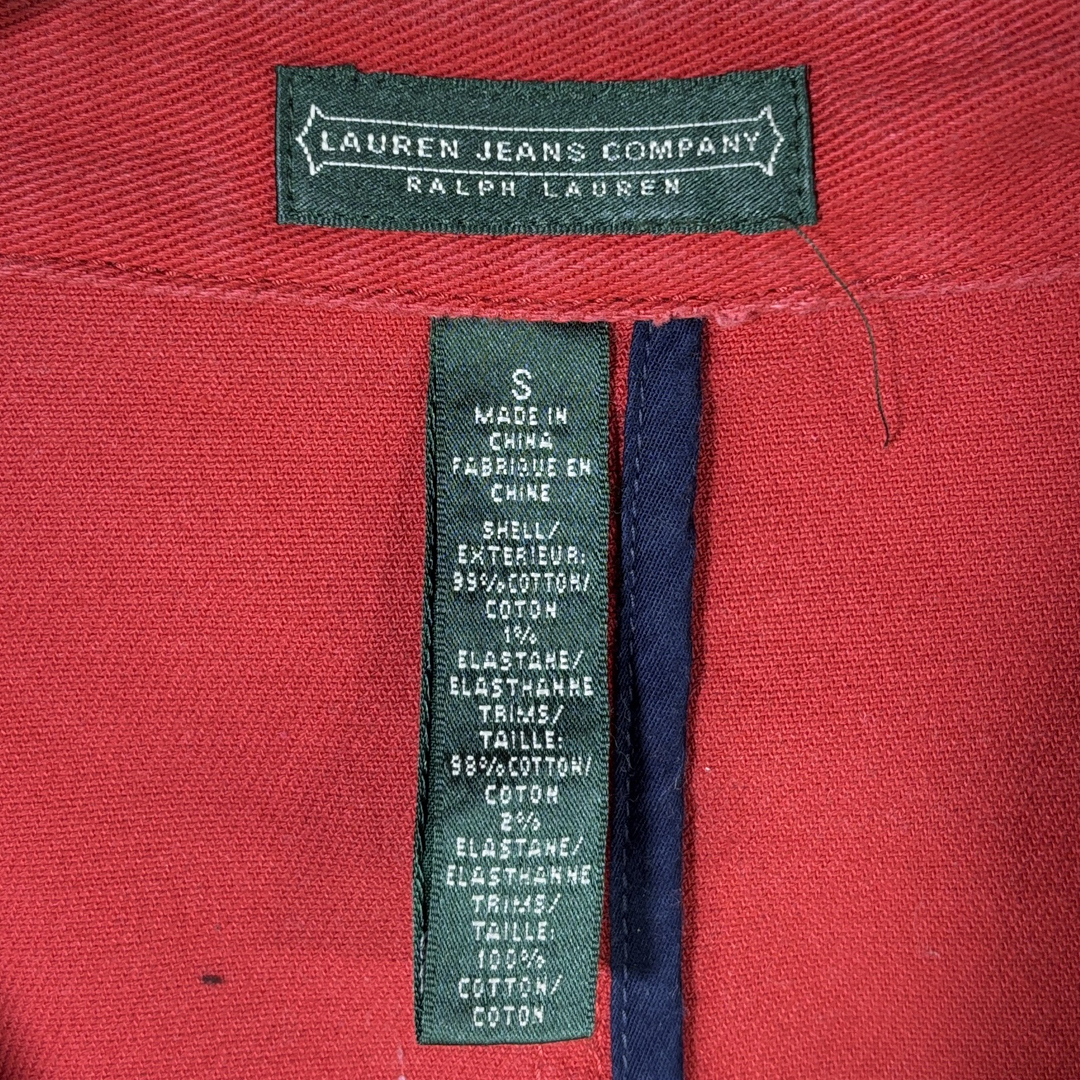 LAUREN JEANS COMPANY
RALPH LAUREN
S
MADE IN
CHINA
FABRIQUE EN
CHINE
SHELL/
EXTERIEUR:
99% COTTON/
COTON
1%
ELASTANE/
ELASTHANNE
TRIMS/
TAILLE:
98% COTTON/
COTON
2%
ELASTANE/
ELASTHANNE
TRIMS/
TAILLE:
100%
COTTON/
COTON